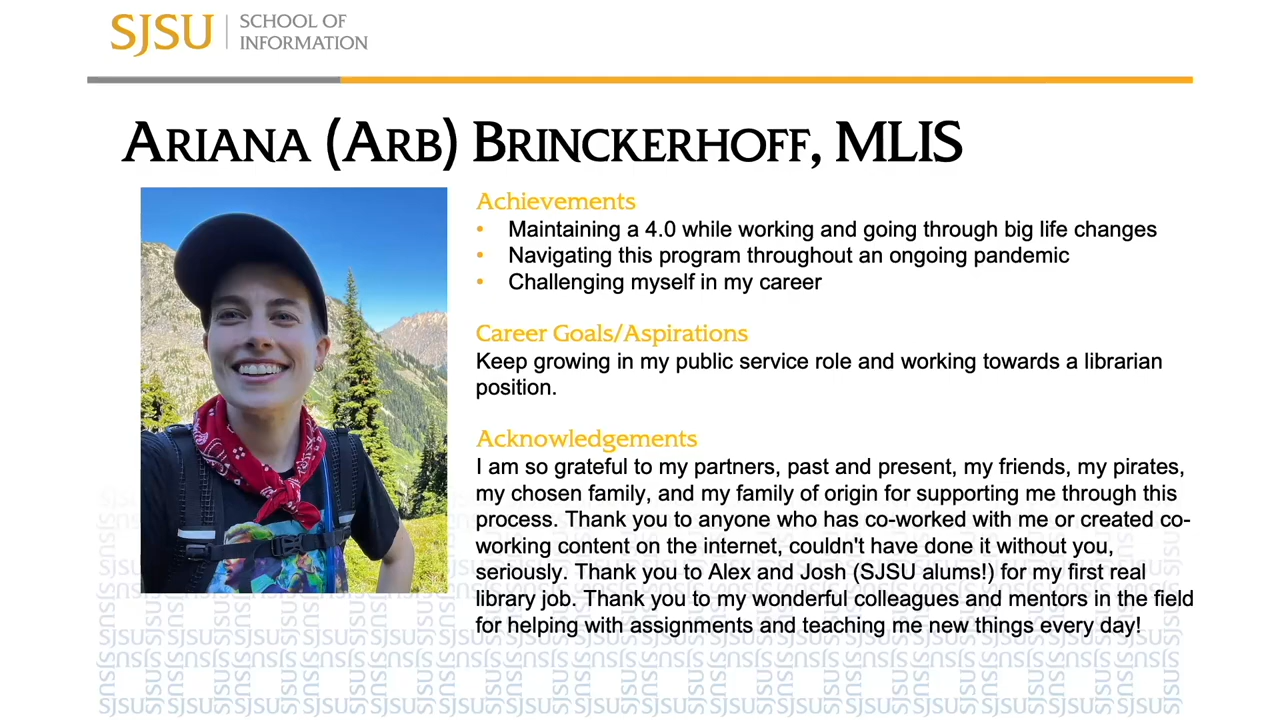 SJSU
SCHOOL OF
INFORMATION
ARIANA (ARB) BRINCKERHOFF, MLIS
Achievements
• Maintaining a 4.0 while working and going through big life changes
• Navigating this program throughout an ongoing pandemic
• Challenging myself in my career
Career Goals/Aspirations
Keep growing in my public service role and working towards a librarian
position.
Acknowledgements
I am so grateful to my partners, past and present, my friends, my pirates,
my chosen family, and my family of origin for supporting me through this
process. Thank you to anyone who has co-worked with me or created co-
working content on the internet, couldn't have done it without you,
seriously. Thank you to Alex and Josh (SJSU alums!) for my first real
library job. Thank you to my wonderful colleagues and mentors in the field
for helping with assignments and teaching me new things every day!